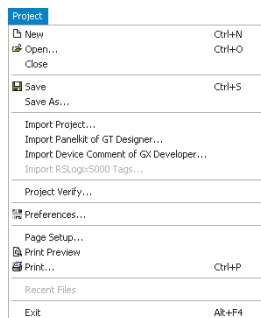 Project
New Ctrl+N
Open... Ctrl+O
Close
Save Ctrl+S
Save As...
Import Project...
Import Panelkit of GT Designer...
Import Device Comment of GX Developer...
Import RSLogix5000 Tags...
Project Verify...
Preferences...
Page Setup...
Print Preview
Print... Ctrl+P
Recent Files
Exit Alt+F4